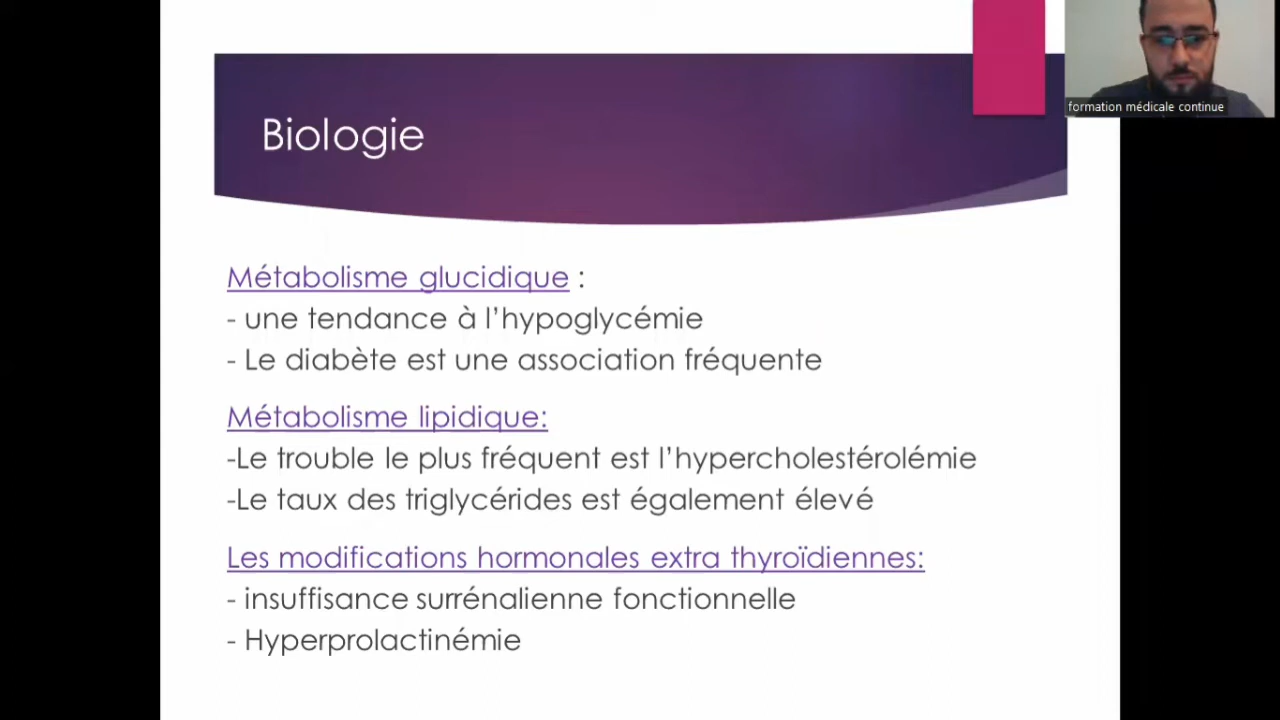 formation médicale continue
Biologie
Métabolisme glucidique :
- une tendance à l’hypoglycémie
- Le diabète est une association fréquente
Métabolisme lipidique:
-Le trouble le plus fréquent est l’hypercholestérolémie
-Le taux des triglycérides est également élevé
Les modifications hormonales extra thyroïdiennes:
- insuffisance surrénalienne fonctionnelle
- Hyperprolactinémie